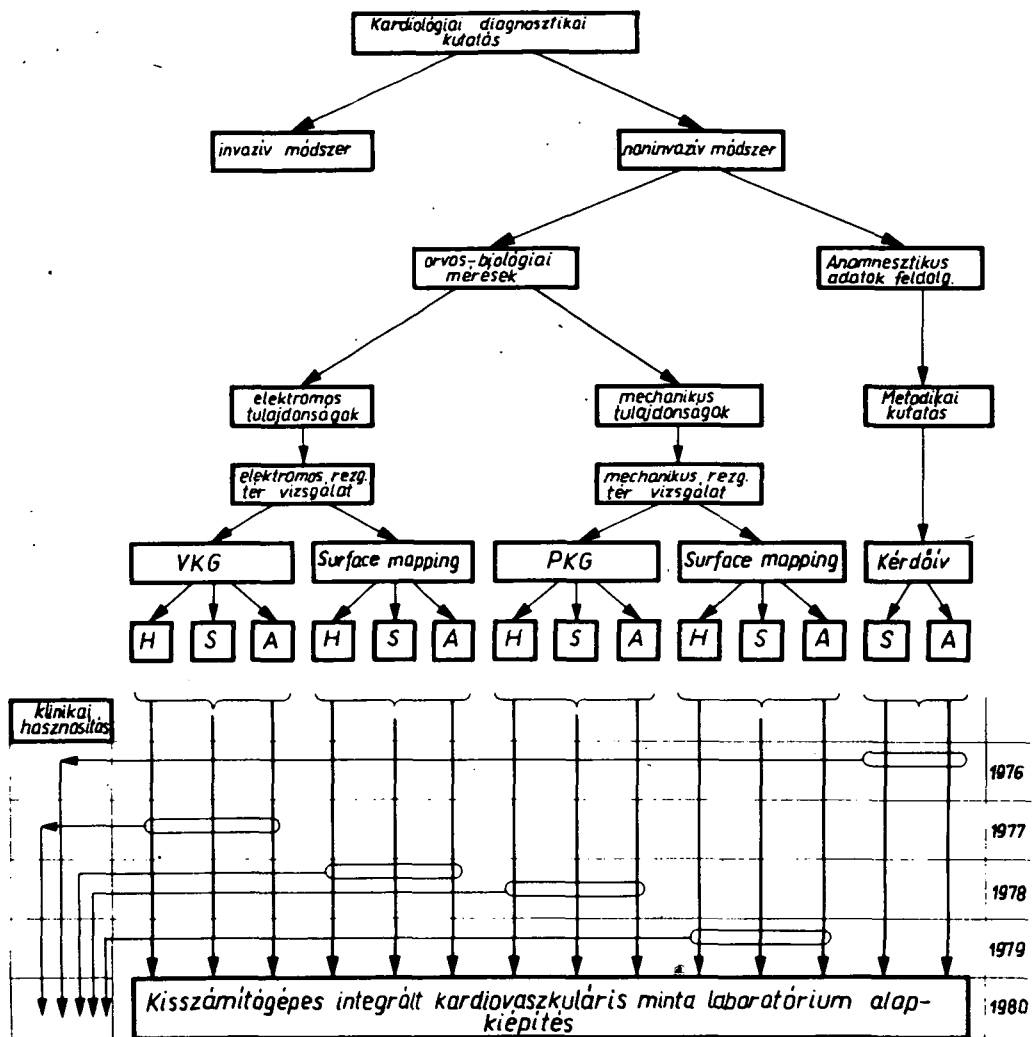 Kardiológiai diagnosztikai
kutatás
invazív módszer
noninvazív módszer
orvos-biológiai
mérések
Anamnesztikus
adatok feldolg.
elektromos
tulajdonságok
mechanikus
tulajdonságok
Metodikai
kutatás
elektromos rezg.
tér vizsgálat
mechanikus rezg.
tér vizsgálat
VKG
Surface mapping
PKG
Surface mapping
Kérdőív
H S A H S A H S A H S A S A
klinikai
hasznosítás
1976
1977
1978
1979
1980
Kisszámítógépes integrált kardiovaszkuláris minta laboratórium alap-
kiépítés